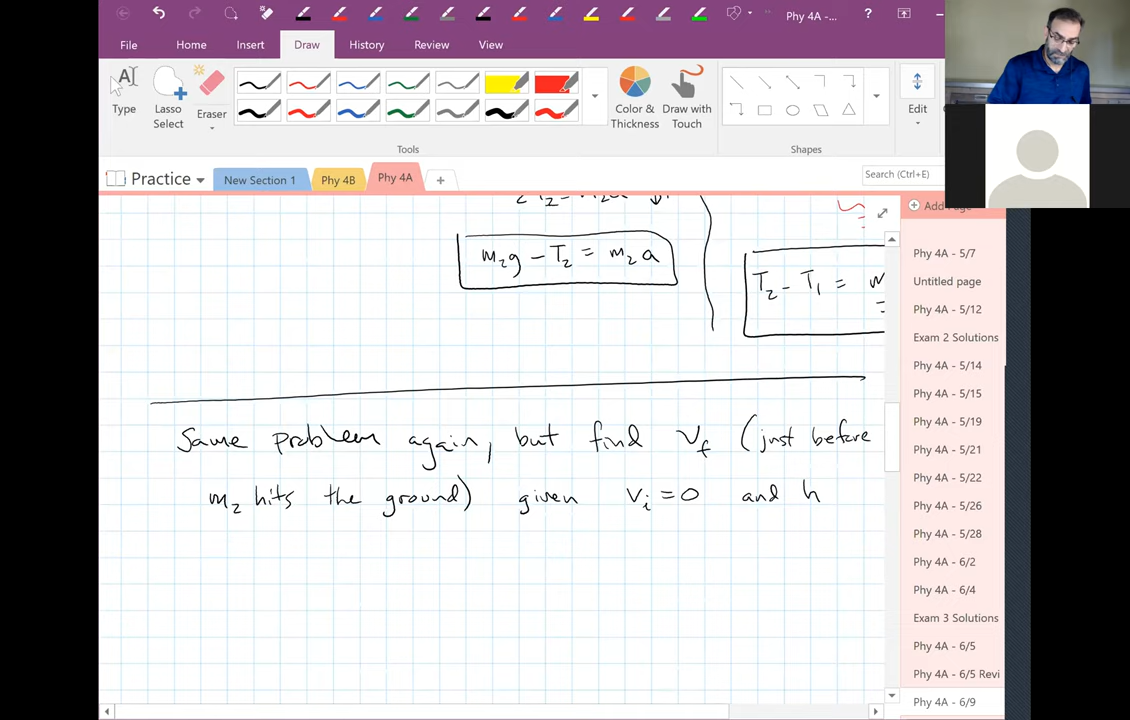 Phy 4A -...
?
File
Home
Insert
Draw
History
Review
View
Type
Lasso Select
Eraser
Color & Thickness
Draw with Touch
Edit
Tools
Shapes
Practice
New Section 1
Phy 4B
Phy 4A
+
Search (Ctrl+E)
m₂g - T₂ = m₂a
T₂ - T₁ =
Same problem again, but find v_f (just before
m₂ hits the ground) given v_i = 0 and h
Add Page
Phy 4A - 5/7
Untitled page
Phy 4A - 5/12
Exam 2 Solutions
Phy 4A - 5/14
Phy 4A - 5/15
Phy 4A - 5/19
Phy 4A - 5/21
Phy 4A - 5/22
Phy 4A - 5/26
Phy 4A - 5/28
Phy 4A - 6/2
Phy 4A - 6/4
Exam 3 Solutions
Phy 4A - 6/5
Phy 4A - 6/5 Revi
Phy 4A - 6/9